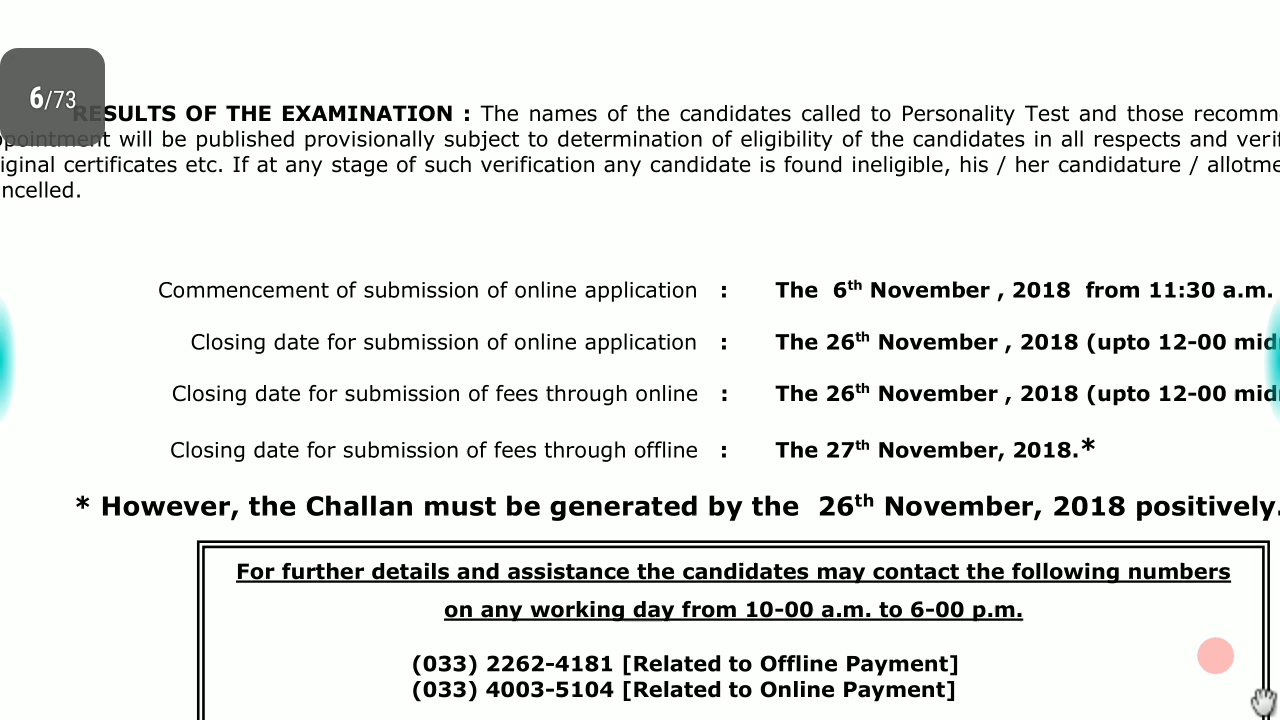 6/73
RESULTS OF THE EXAMINATION : The names of the candidates called to Personality Test and those
will be published provisionally subject to determination of eligibility of the candidates in all respects and
certificates etc. If at any stage of such verification any candidate is found ineligible, his / her candidature /
Commencement of submission of online application : The 6th November , 2018 from 11:30 a.m.
Closing date for submission of online application : The 26th November , 2018 (upto 12-00
Closing date for submission of fees through online : The 26th November , 2018 (upto 12-00
Closing date for submission of fees through offline : The 27th November, 2018.*
* However, the Challan must be generated by the 26th November, 2018 positively.
For further details and assistance the candidates may contact the following numbers
on any working day from 10-00 a.m. to 6-00 p.m.
(033) 2262-4181 [Related to Offline Payment]
(033) 4003-5104 [Related to Online Payment]